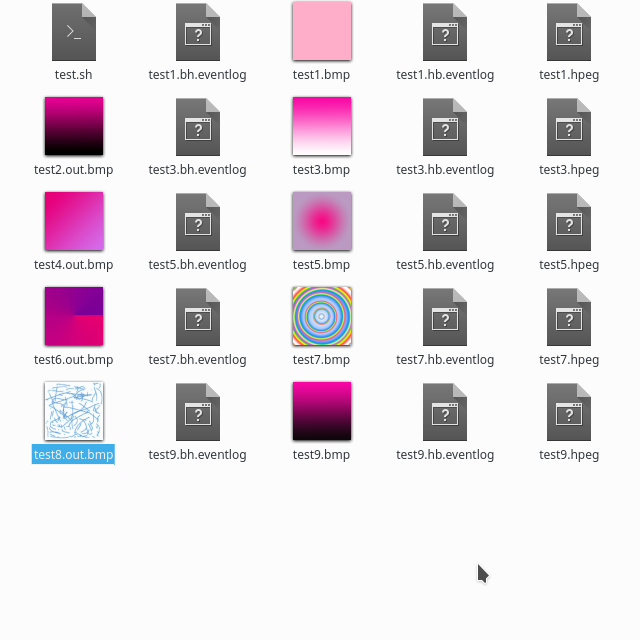 test.sh
test1.bh.eventlog
test1.bmp
test1.hb.eventlog
test1.hpeg
test2.out.bmp
test3.bh.eventlog
test3.bmp
test3.hb.eventlog
test3.hpeg
test4.out.bmp
test5.bh.eventlog
test5.bmp
test5.hb.eventlog
test5.hpeg
test6.out.bmp
test7.bh.eventlog
test7.bmp
test7.hb.eventlog
test7.hpeg
test8.out.bmp
test9.bh.eventlog
test9.bmp
test9.hb.eventlog
test9.hpeg